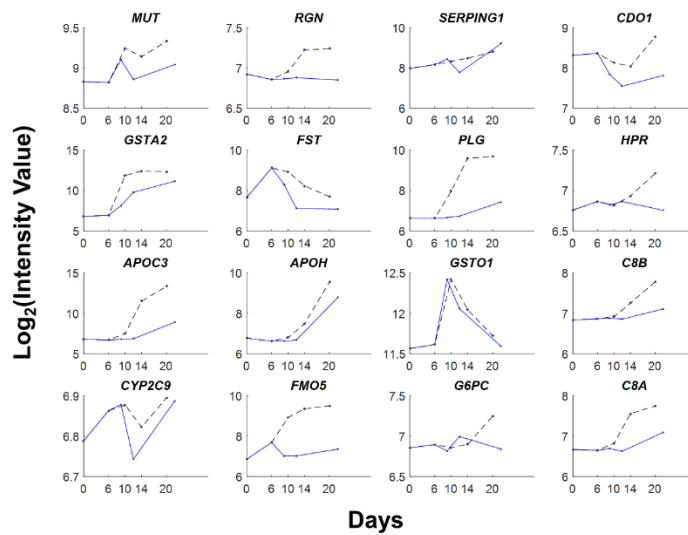 MUT RGN SERPING1 CDO1
9.5 7.5 10 9
9 7 8 8
8.5 6.5 6 7
0 6 10 14 20 0 6 10 14 20 0 6 10 14 20 0 6 10 14 20
GSTA2 FST PLG HPR
15 10 10 7.5
10 8 8 7
5 6 6 6.5
0 6 10 14 20 0 6 10 14 20 0 6 10 14 20 0 6 10 14 20
Log2(Intensity Value)
APOC3 APOH GSTO1 C8B
15 10 12.5 8
10 8 12 7
5 6 11.5 6
0 6 10 14 20 0 6 10 14 20 0 6 10 14 20 0 6 10 14 20
CYP2C9 FMO5 G6PC C8A
6.9 10 7.5 8
6.8 8 7 7
6.7 6 6.5 6
0 6 10 14 20 0 6 10 14 20 0 6 10 14 20 0 6 10 14 20
Days